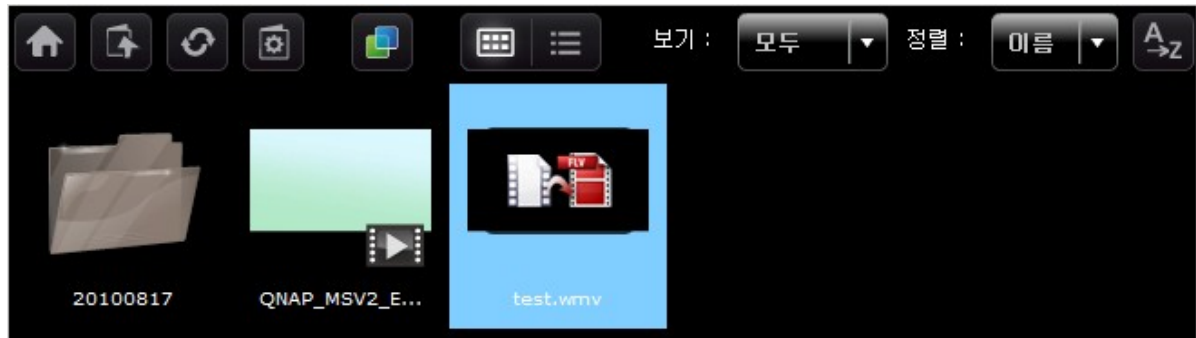 보기 : 모두 정렬 : 이름 A→Z
FLV
20100817 QNAP_MSV2_E... test.wmv